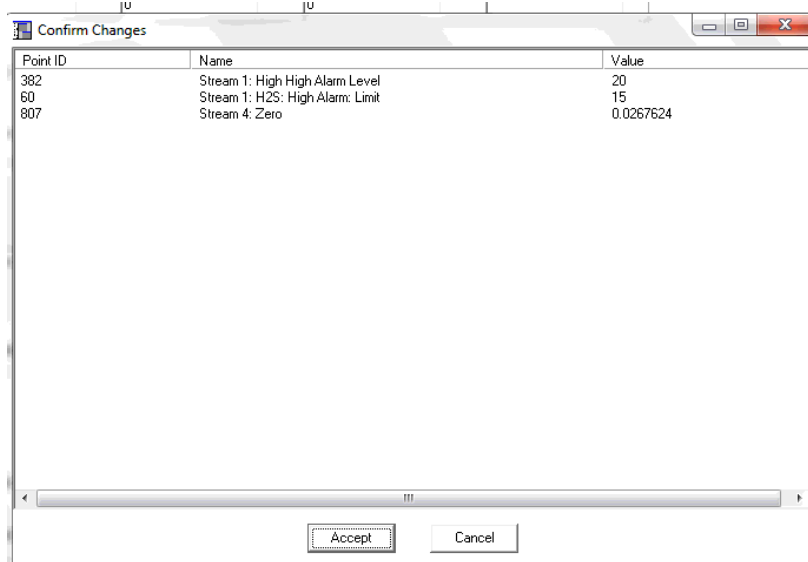 Confirm Changes
Point ID Name Value
382 Stream 1: High High Alarm Level 20
60 Stream 1: H2S: High Alarm: Limit 15
807 Stream 4: Zero 0.0267624
Accept Cancel